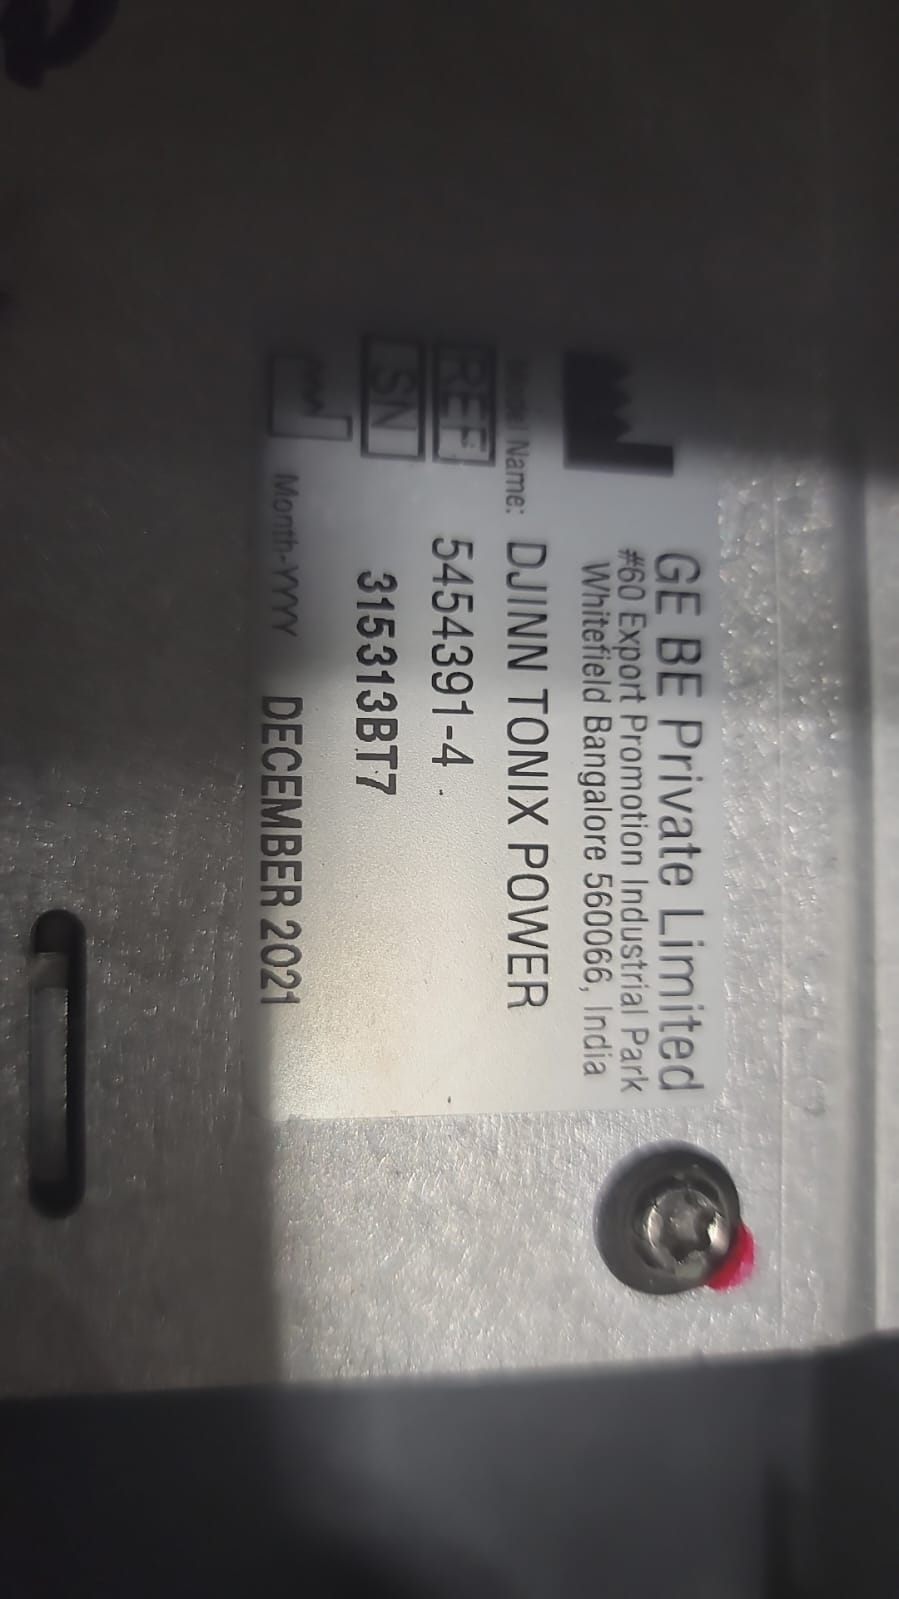 GE BE Private Limited
#60 Export Promotion Industrial Park
Whitefield Bangalore 560066, India
Model Name: DJINN TONIX POWER
REF 5454391-4
SN 315313BT7
Month-YYYY DECEMBER 2021